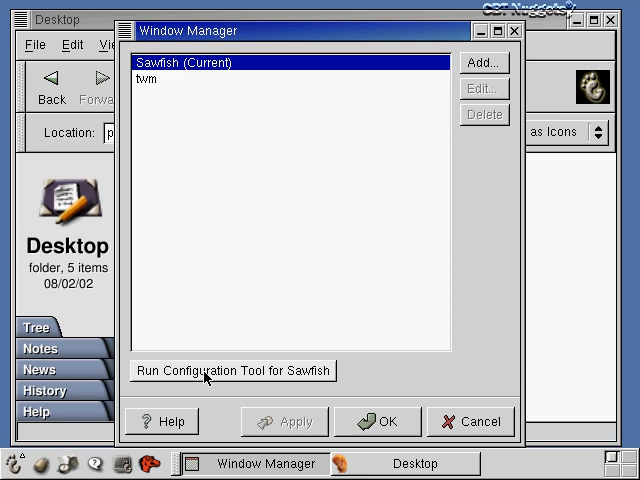 CBT Nuggets
Desktop
Window Manager
File Edit
Sawfish (Current)
twm
Add...
Edit...
Delete
Back
Location:
as Icons
Desktop
folder, 5 items
08/02/02
Tree
Notes
News
History
Help
Run Configuration Tool for Sawfish
Help
Apply
OK
Cancel
Window Manager
Desktop